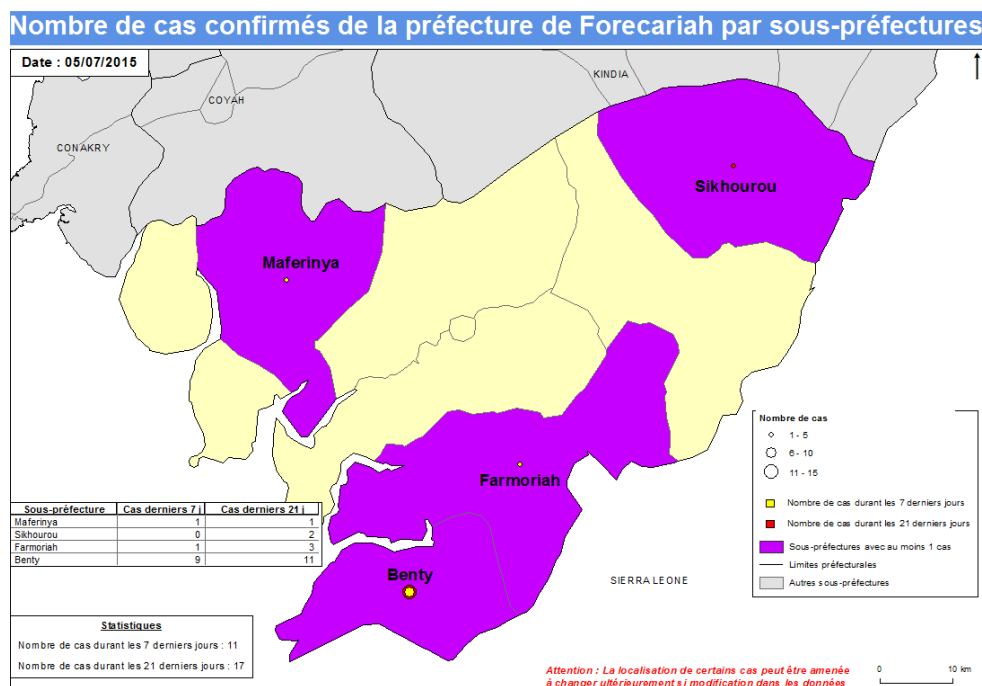 Nombre de cas confirmés de la préfecture de Forecariah par sous-préfectures
Date : 05/07/2015
KINDIA
COYAH
CONAKRY
Sikhourou
Maferinya
Farmoriah
Benty
SIERRA LEONE
Nombre de cas
1 - 5
6 - 10
11 - 15
Nombre de cas durant les 7 derniers jours
Nombre de cas durant les 21 derniers jours
Sous-préfectures avec au moins 1 cas
Limites préfecturales
Autres sous-préfectures
Sous-préfecture Cas derniers 7 j Cas derniers 21 j
Maferinya 1 1
Sikhourou 0 2
Farmoriah 1 3
Benty 9 11
Statistiques
Nombre de cas durant les 7 derniers jours : 11
Nombre de cas durant les 21 derniers jours : 17
Attention : La localisation de certains cas peut être amenée
à changer ultérieurement si modification dans les données
0 10 km